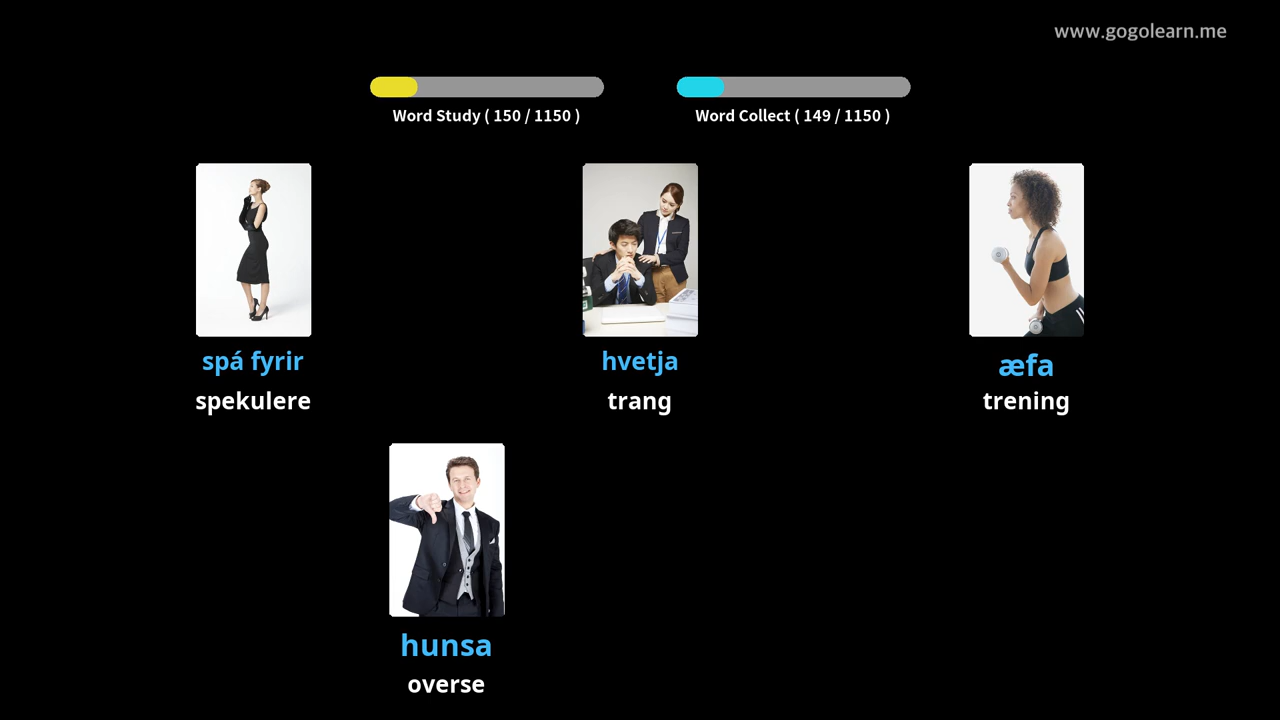 www.gogolearn.me
Word Study ( 150 / 1150 )
Word Collect ( 149 / 1150 )
spá fyrir
spekulere
hvetja
trang
æfa
trening
hunsa
overse